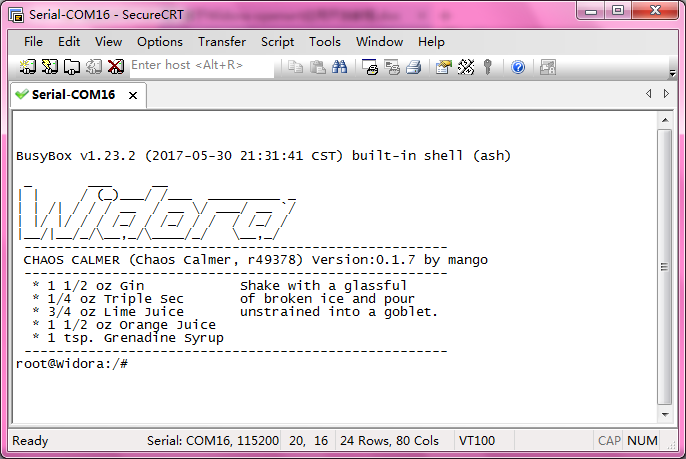 Serial-COM16 - SecureCRT
File Edit View Options Transfer Script Tools Window Help
Enter host <Alt+R>
Serial-COM16
BusyBox v1.23.2 (2017-05-30 21:31:41 CST) built-in shell (ash)
Widora
CHAOS CALMER (Chaos Calmer, r49378) Version:0.1.7 by mango
* 1 1/2 oz Gin Shake with a glassful
* 1/4 oz Triple Sec of broken ice and pour
* 3/4 oz Lime Juice unstrained into a goblet.
* 1 1/2 oz Orange Juice
* 1 tsp. Grenadine Syrup
root@Widora:/#
Ready Serial: COM16, 115200 20, 16 24 Rows, 80 Cols VT100 CAP NUM